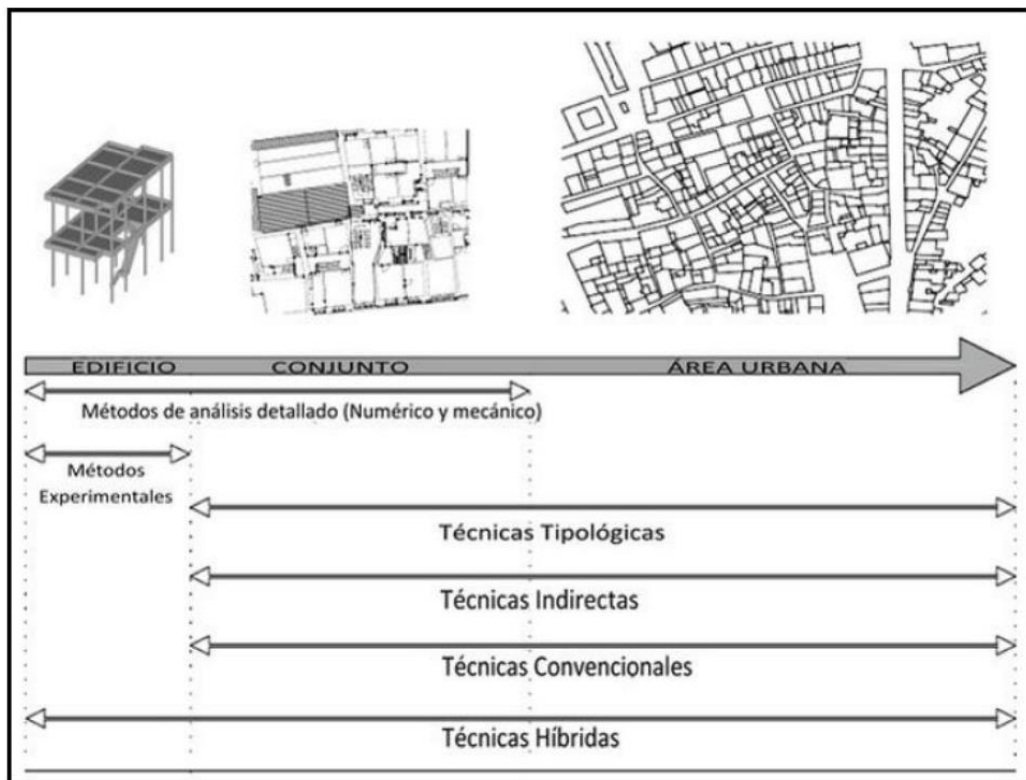 EDIFICIO CONJUNTO ÁREA URBANA
Métodos de análisis detallado (Numérico y mecánico)
Métodos
Experimentales
Técnicas Tipológicas
Técnicas Indirectas
Técnicas Convencionales
Técnicas Híbridas